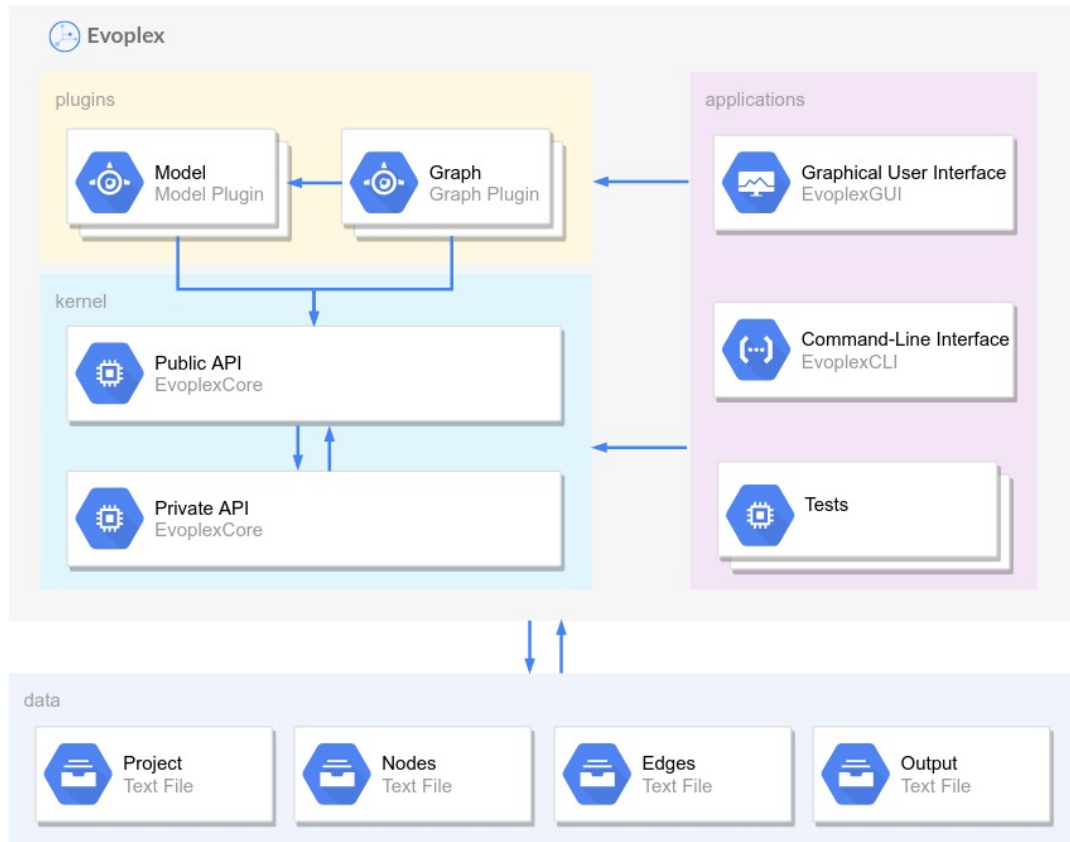 Evoplex
plugins
Model
Model Plugin
Graph
Graph Plugin
applications
Graphical User Interface
EvoplexGUI
Command-Line Interface
EvoplexCLI
Tests
kernel
Public API
EvoplexCore
Private API
EvoplexCore
data
Project
Text File
Nodes
Text File
Edges
Text File
Output
Text File